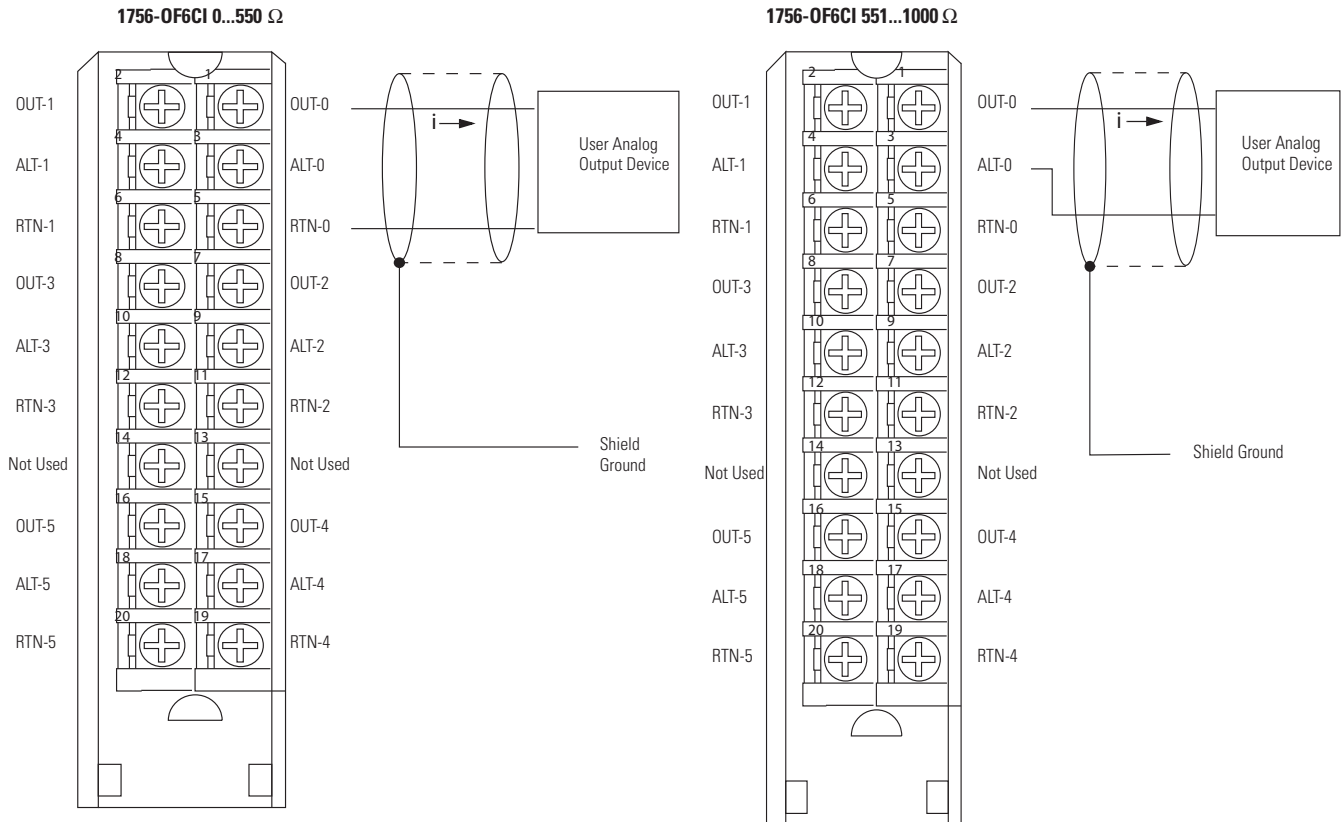 1756-OF6CI 0...550 Ω
2 1
OUT-1 OUT-0
4 3
ALT-1 ALT-0
6 5
RTN-1 RTN-0
8 7
OUT-3 OUT-2
10 9
ALT-3 ALT-2
12 11
RTN-3 RTN-2
14 13
Not Used Not Used
16 15
OUT-5 OUT-4
18 17
ALT-5 ALT-4
20 19
RTN-5 RTN-4
i
User Analog
Output Device
Shield
Ground
1756-OF6CI 551...1000 Ω
2 1
OUT-1 OUT-0
4 3
ALT-1 ALT-0
6 5
RTN-1 RTN-0
8 7
OUT-3 OUT-2
10 9
ALT-3 ALT-2
12 11
RTN-3 RTN-2
14 13
Not Used Not Used
16 15
OUT-5 OUT-4
18 17
ALT-5 ALT-4
20 19
RTN-5 RTN-4
i
User Analog
Output Device
Shield Ground